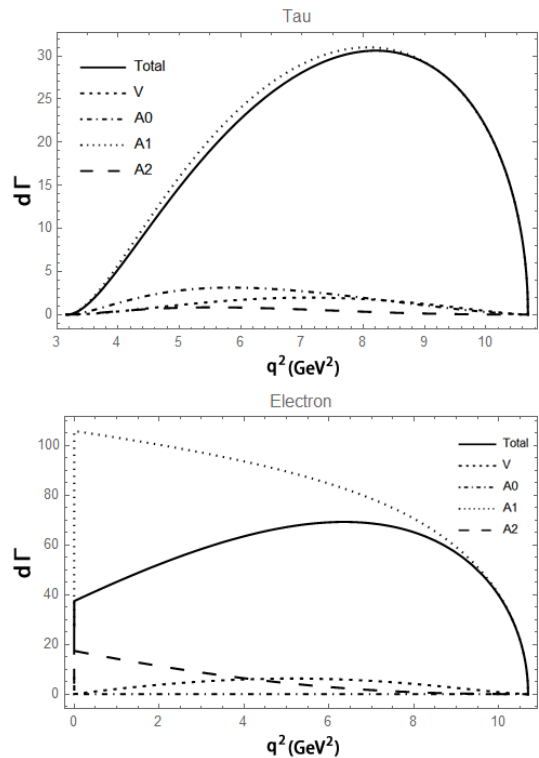 Tau
30
25
20
15
10
5
0
dΓ
Total
V
A0
A1
A2
3 4 5 6 7 8 9 10
q² (GeV²)
Electron
100
80
60
40
20
0
dΓ
Total
V
A0
A1
A2
0 2 4 6 8 10
q² (GeV²)